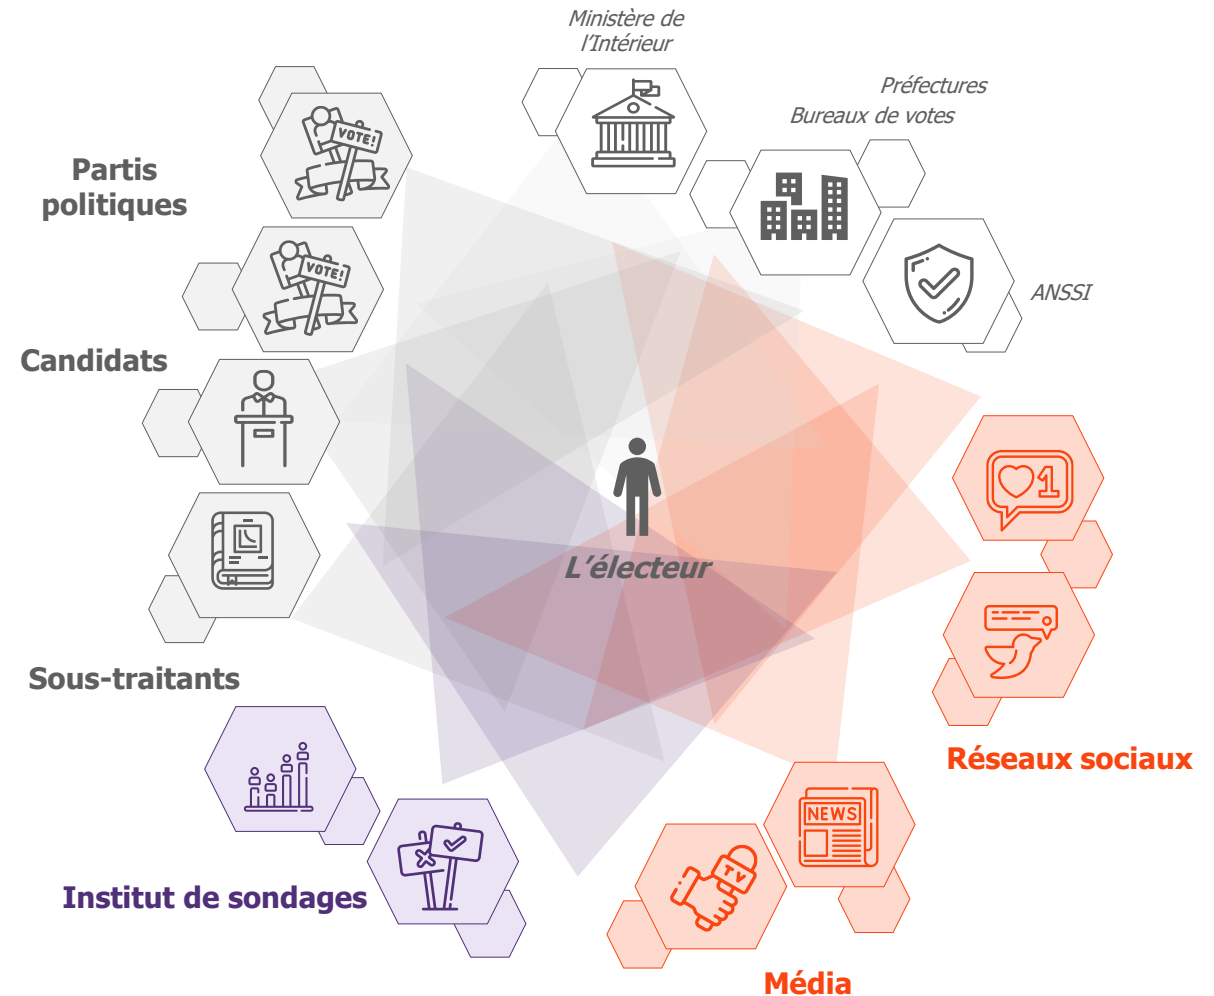 Ministère de
l'Intérieur
Préfectures
Bureaux de votes
VOTE!
Partis
politiques
VOTE!
ANSSI
Candidats
1
L'électeur
Sous-traitants
Réseaux sociaux
NEWS
TV
Institut de sondages
Média